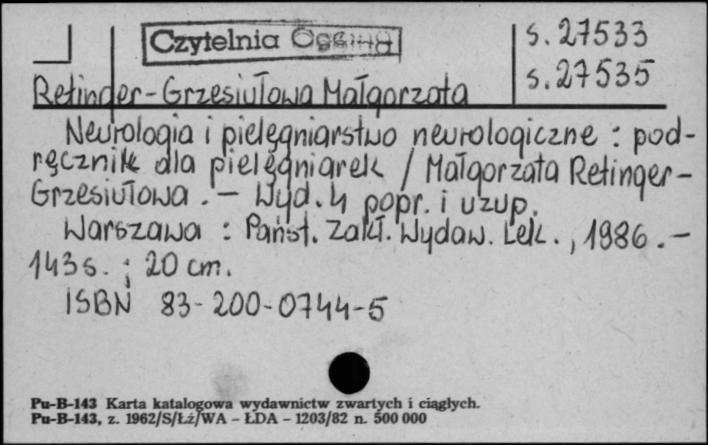 Czytelnia Ogólna
s. 27533
s. 27535
Retinger-Grzesiułowa Małgorzata
Neurologia i pielęgniarstwo neurologiczne : pod-
ręcznik dla pielęgniarek / Małgorzata Retinger-
Grzesiułowa . – Wyd. 4 popr. i uzup.
Warszawa : Państ. Zakł. Wydaw. Lek. , 1986 . –
143 s. ; 20 cm.
ISBN 83-200-0744-5
Pu-B-143 Karta katalogowa wydawnictw zwartych i ciągłych.
Pu-B-143, z. 1962/S/Łż/WA – ŁDA – 1203/82 n. 500 000